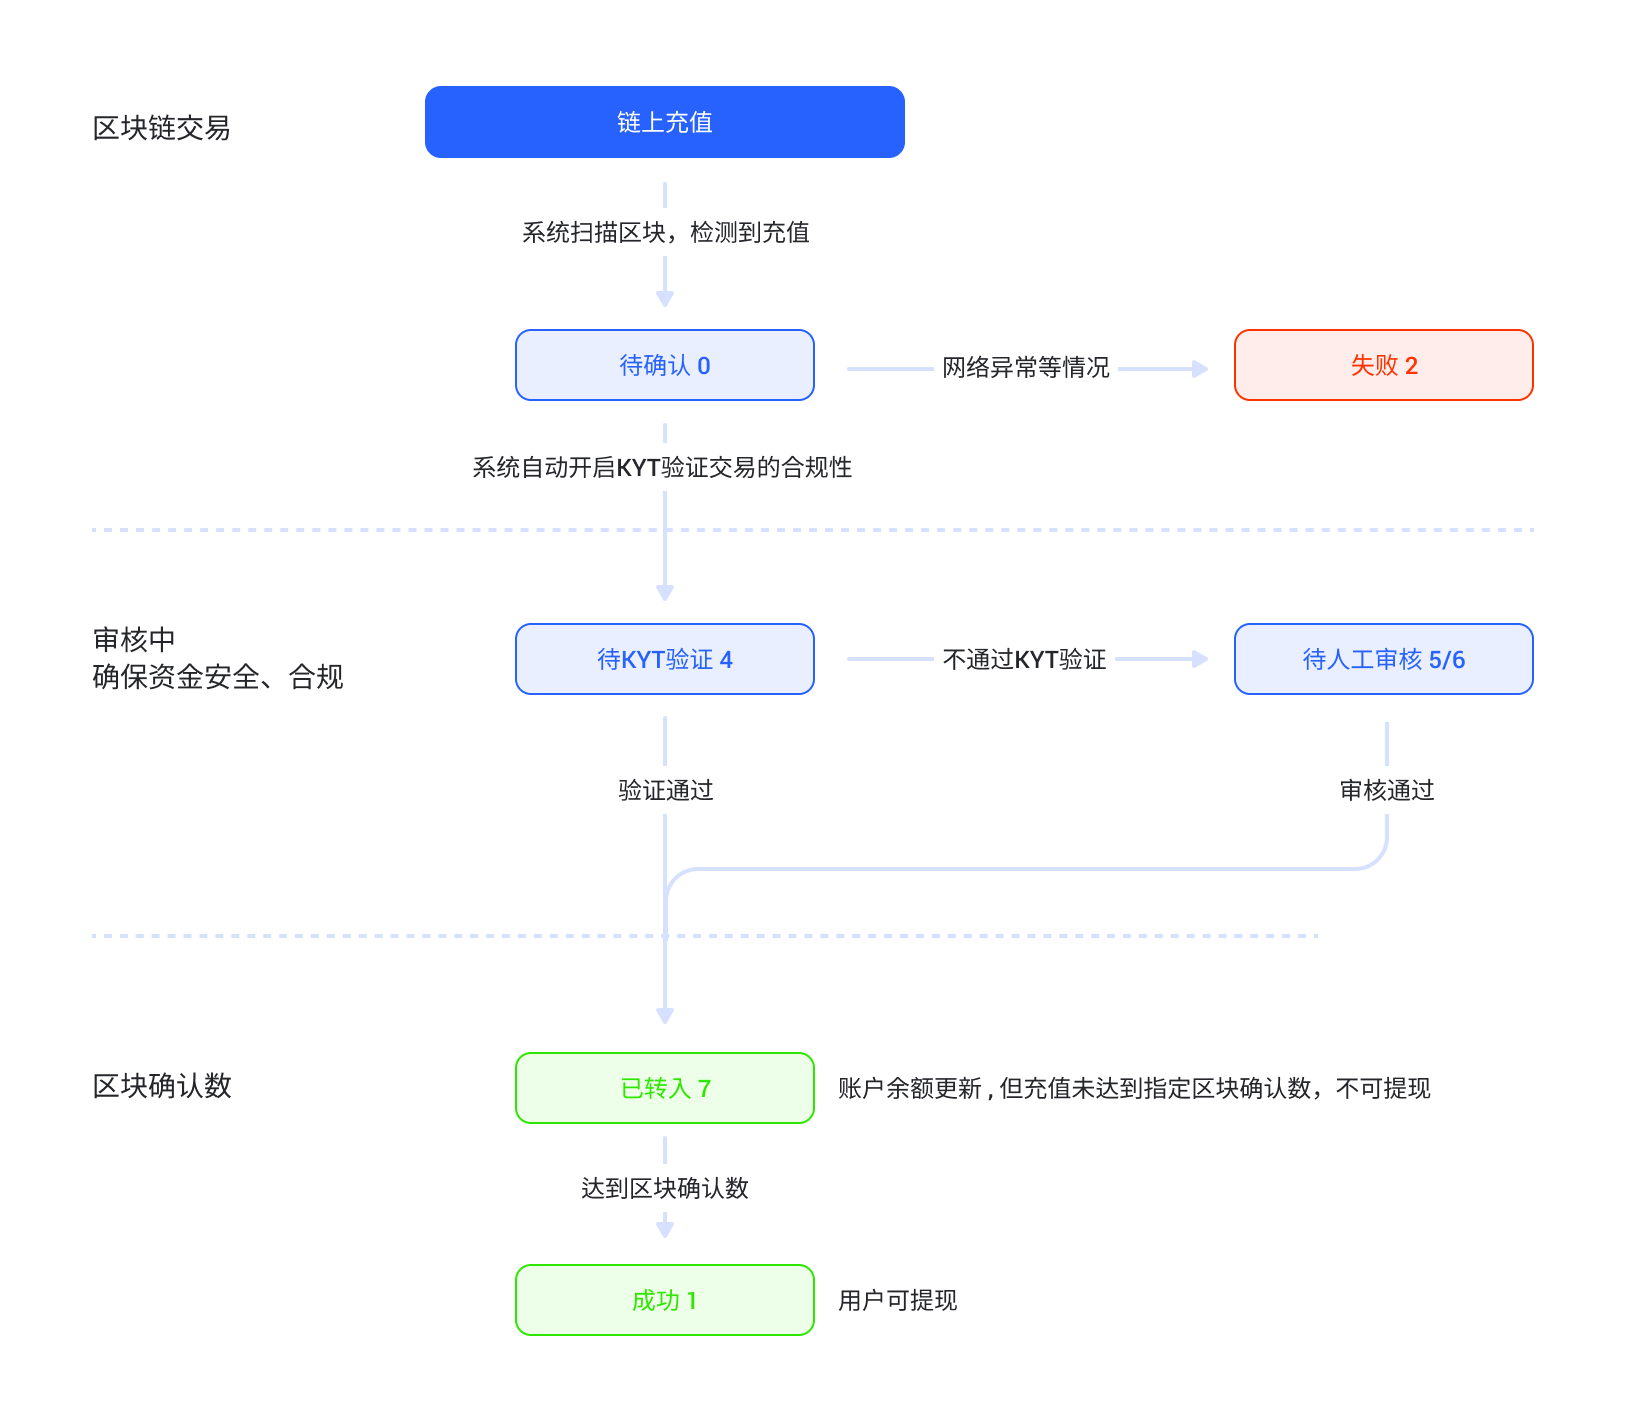 区块链交易
链上充值
系统扫描区块，检测到充值
待确认 0
网络异常等情况
失败 2
系统自动开启KYT验证交易的合规性
审核中
确保资金安全、合规
待KYT验证 4
不通过KYT验证
待人工审核 5/6
验证通过
审核通过
区块确认数
已转入 7
账户余额更新 , 但充值未达到指定区块确认数，不可提现
达到区块确认数
成功 1
用户可提现